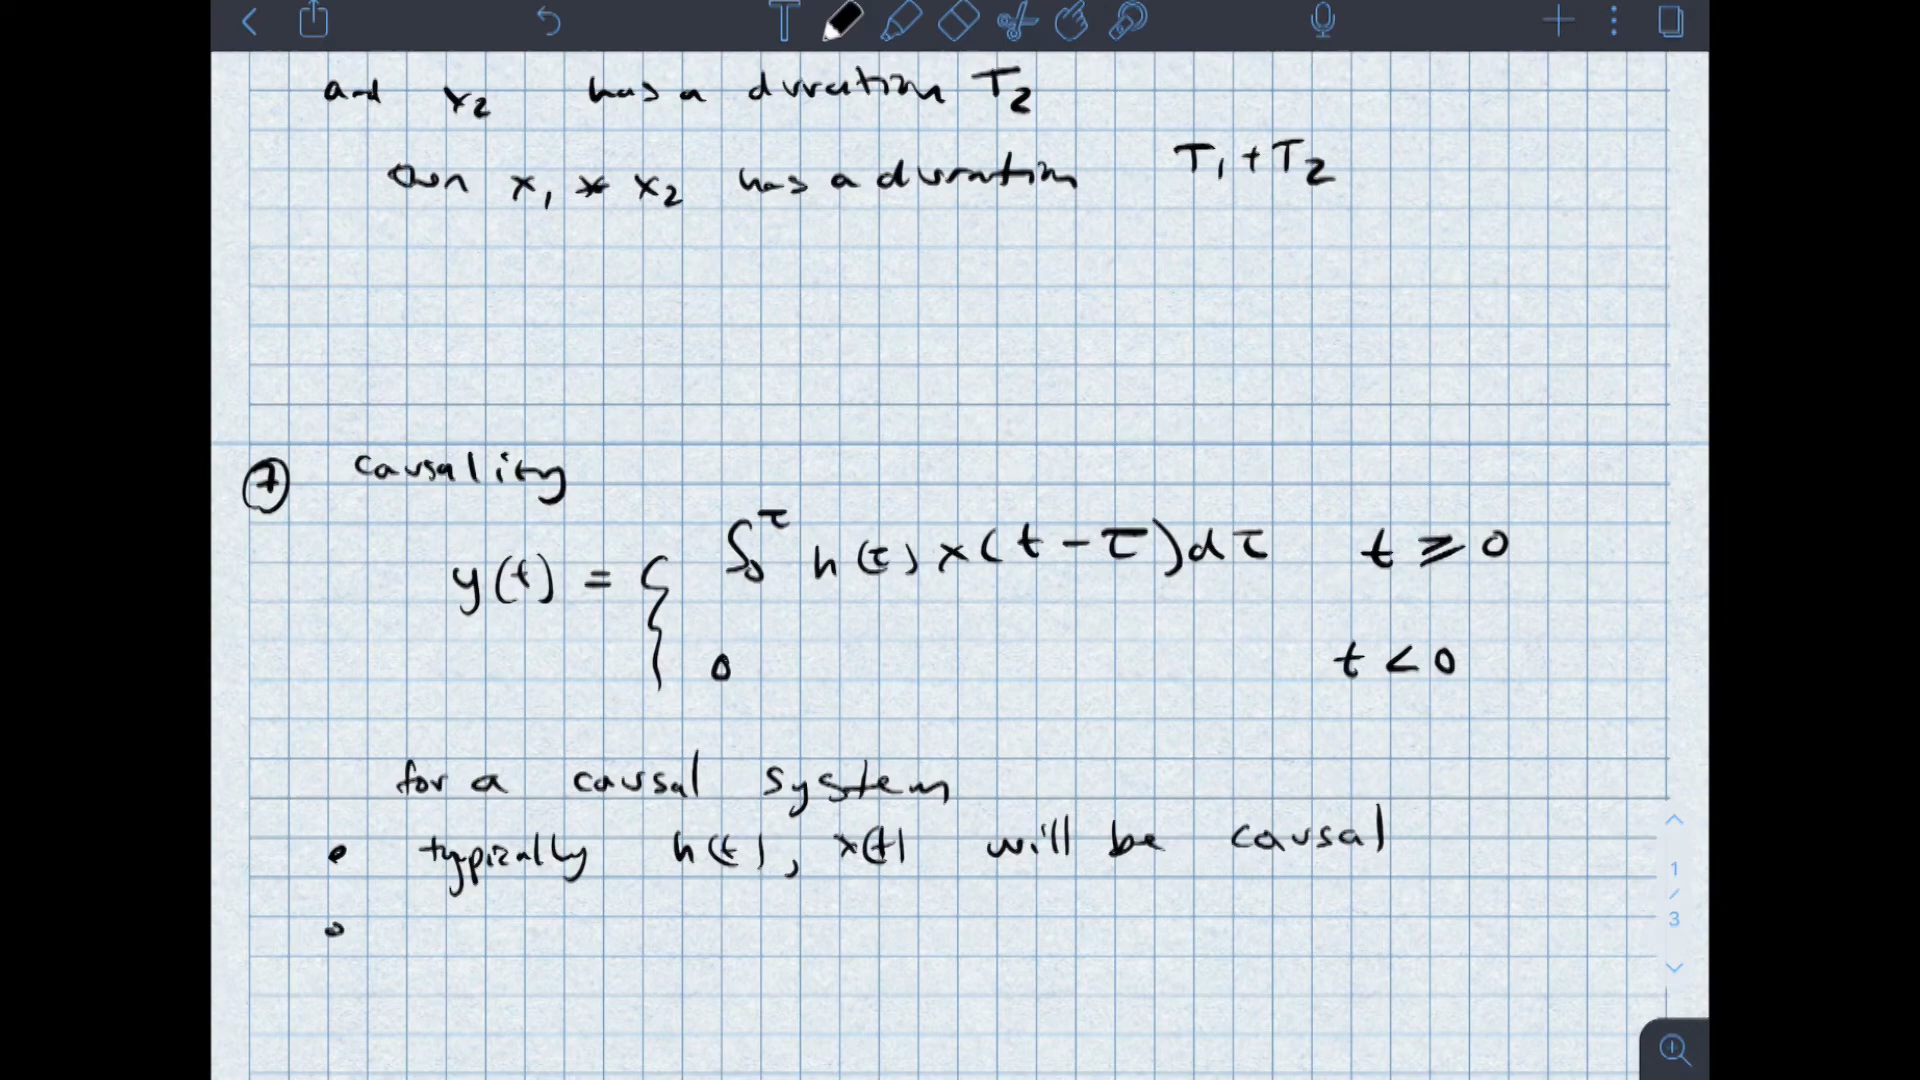 and x₂ has a duration T₂
then x₁ * x₂ has a duration T₁ + T₂
⑦ causality
y(t) = { ∫₀^τ h(τ) x(t - τ) dτ t ≥ 0
0 t < 0
for a causal system
• typically h(t), x(t) will be causal
•
1 / 3